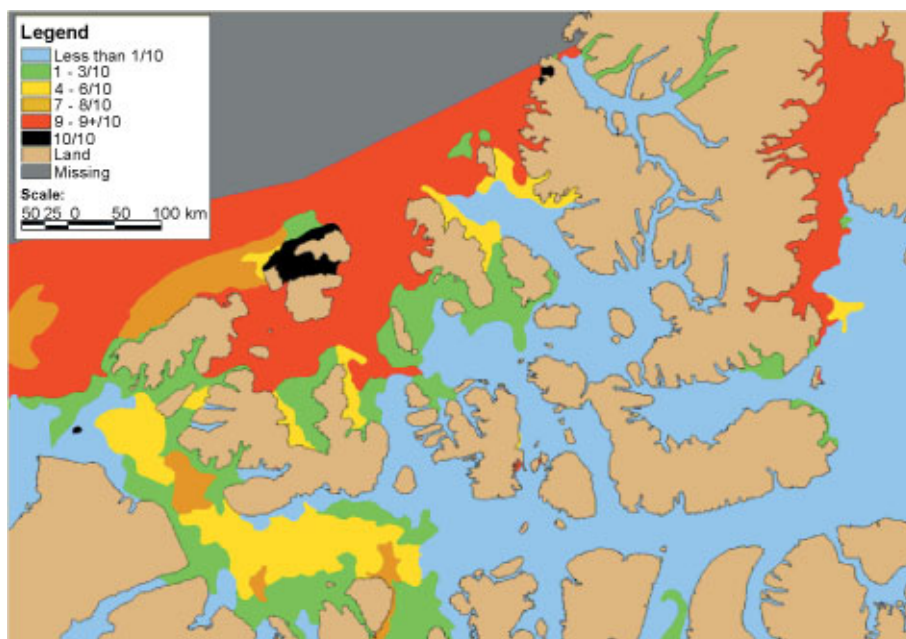 Legend
Less than 1/10
1 - 3/10
4 - 6/10
7 - 8/10
9 - 9+/10
10/10
Land
Missing
Scale:
50 25 0 50 100 km